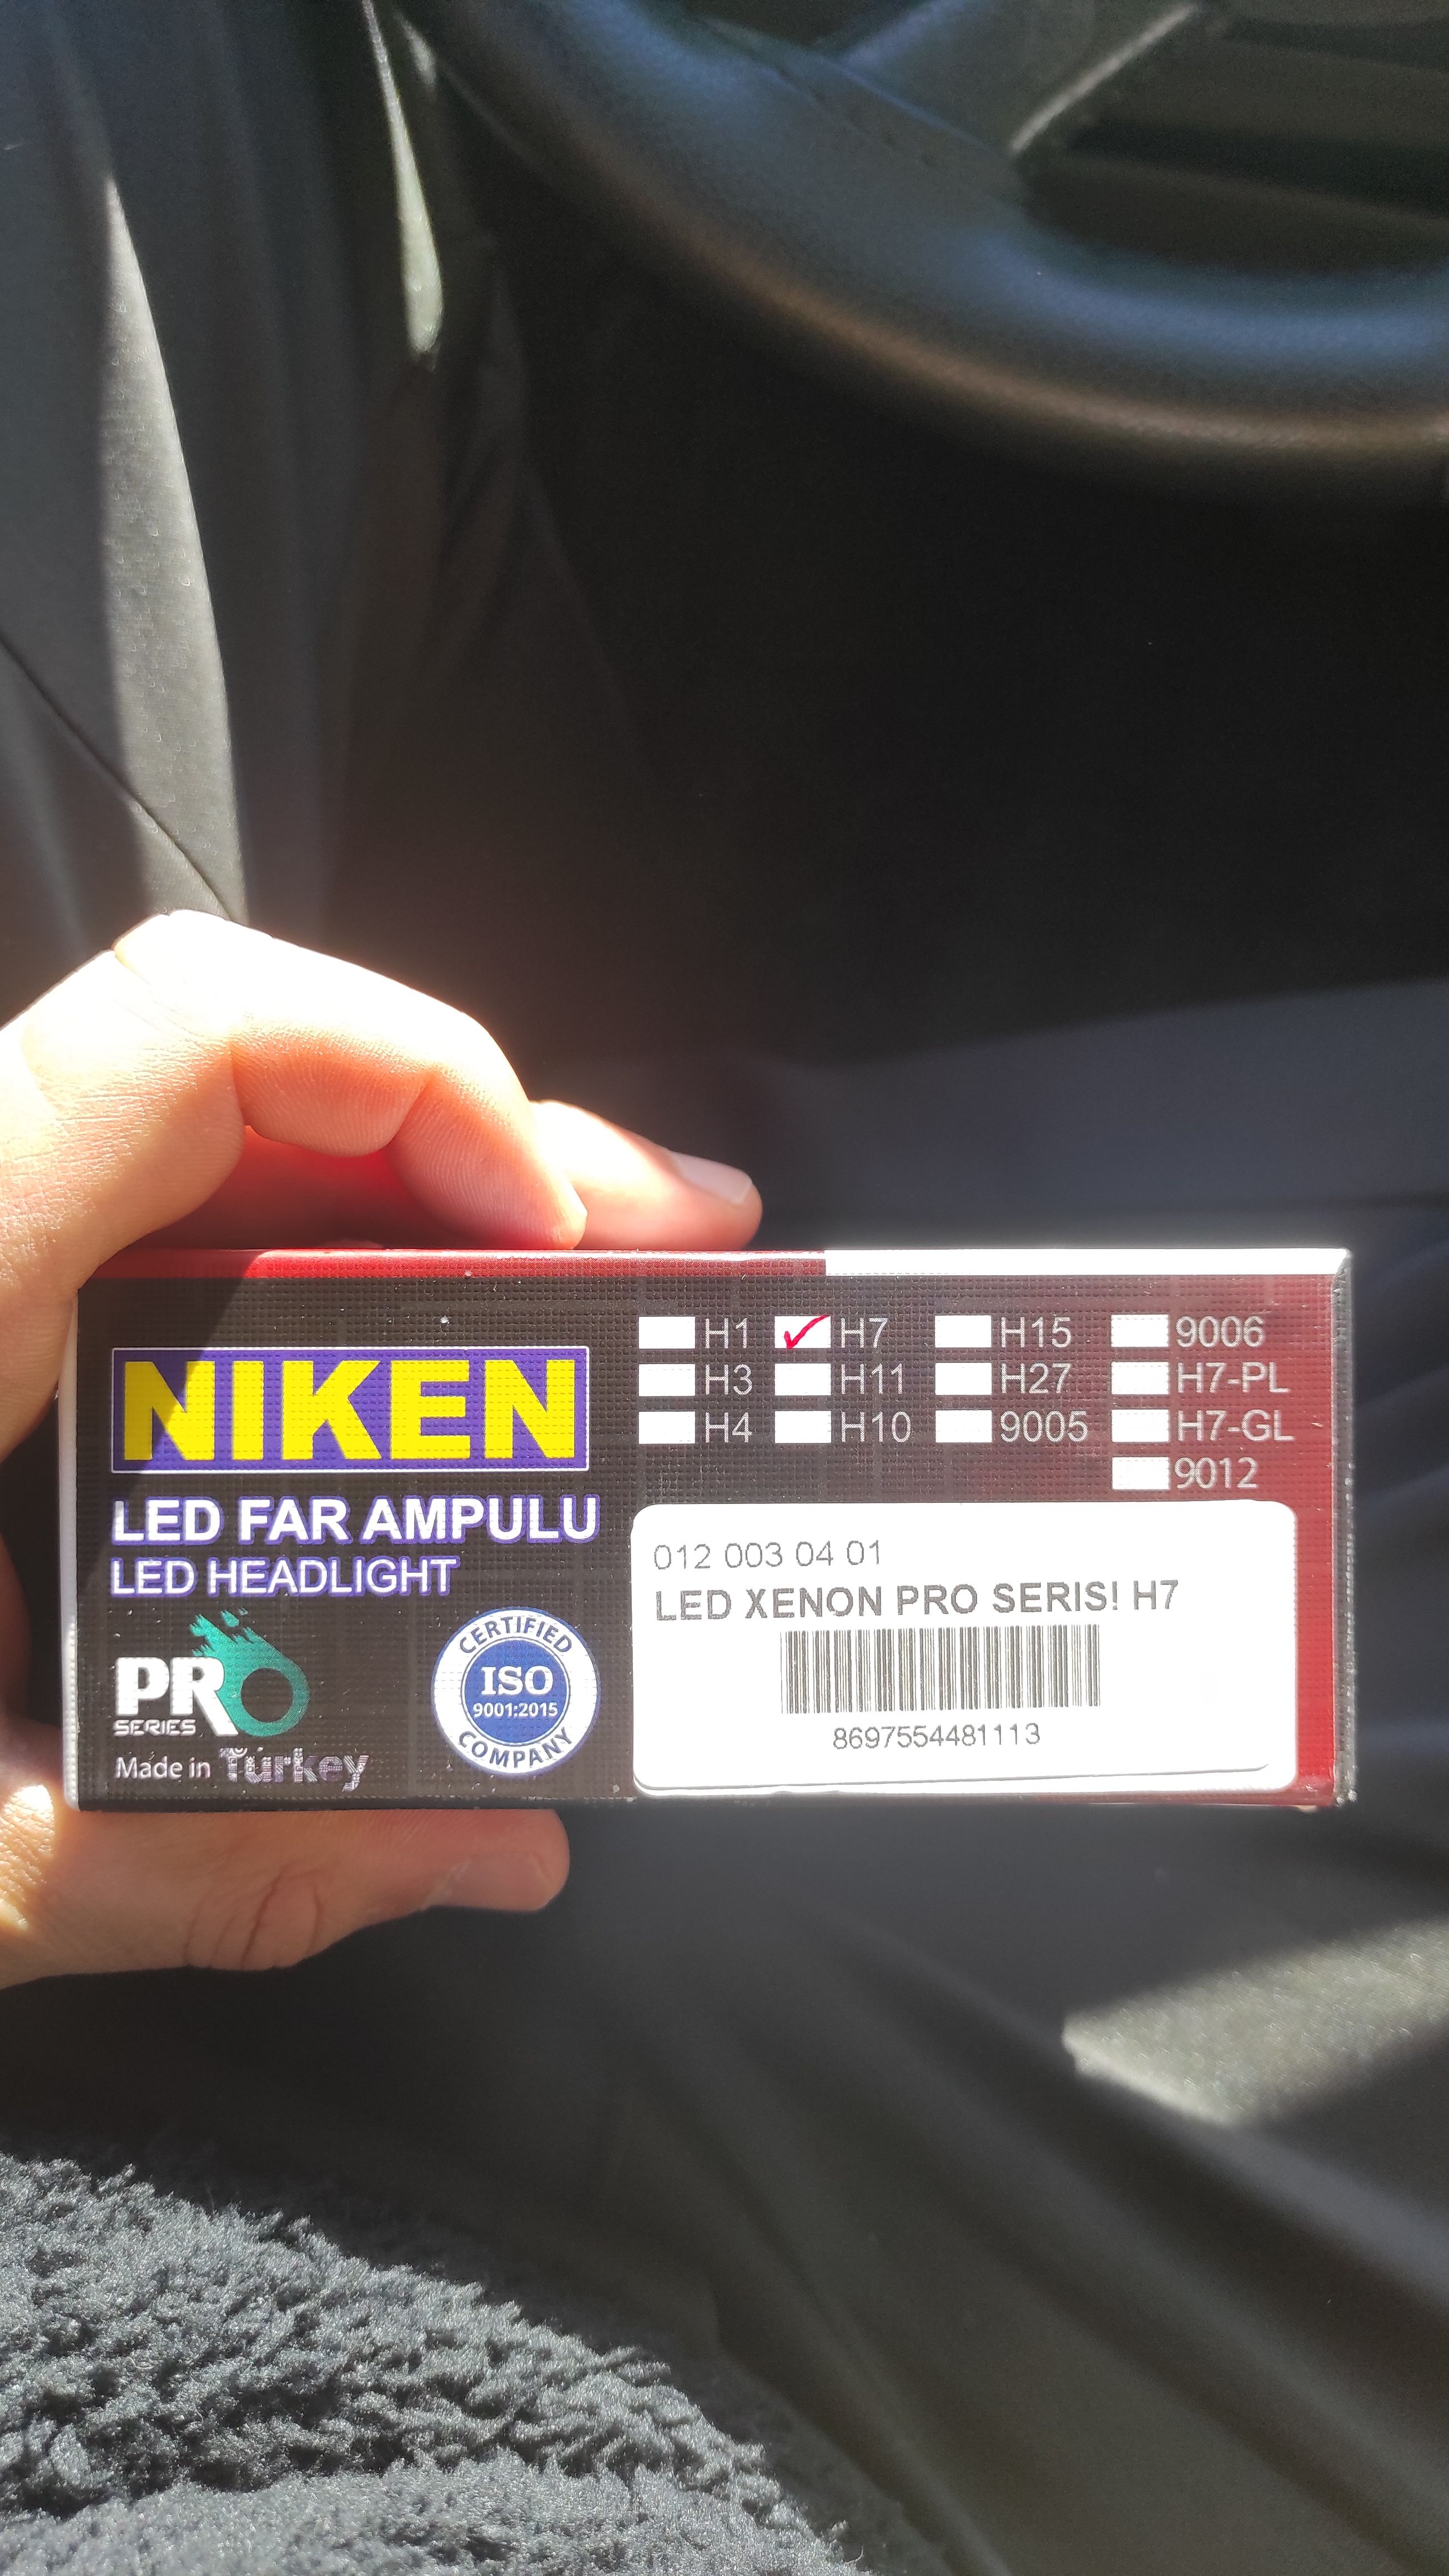 NIKEN
LED FAR AMPULU
LED HEADLIGHT
PRO
SERIES
Made in Turkey
CERTIFIED
ISO
9001:2015
COMPANY
H1 H7 H15 9006
H3 H11 H27 H7-PL
H4 H10 9005 H7-GL
9012
012 003 04 01
LED XENON PRO SERIS! H7
8697554481113